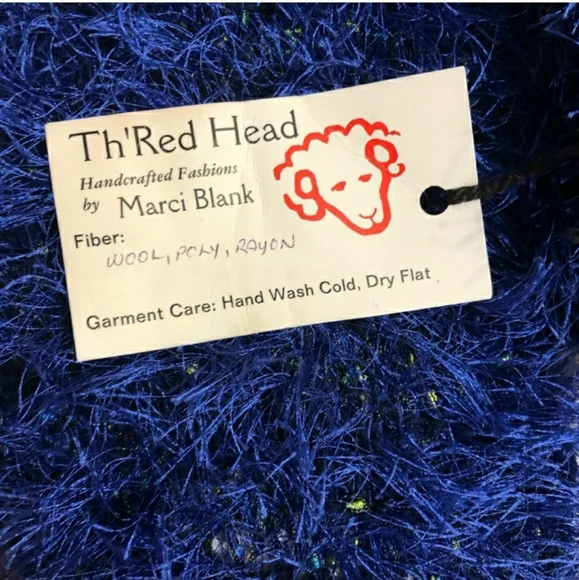 Th'Red Head
Handcrafted Fashions
by Marci Blank
Fiber:
WOOL, POLY, RAYON
Garment Care: Hand Wash Cold, Dry Flat